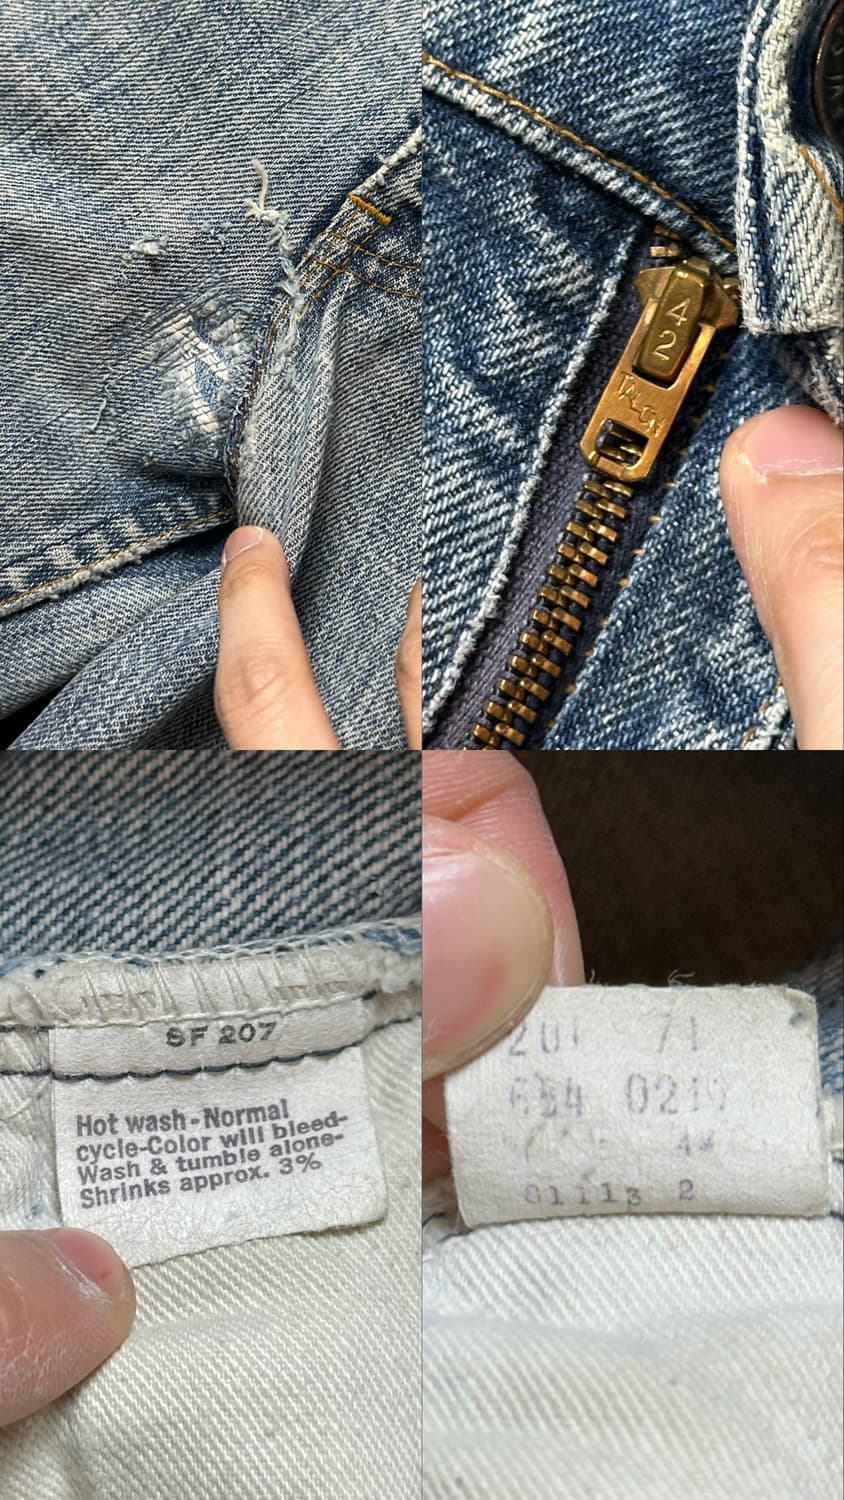 42
TALON
SF 207
Hot wash-Normal
cycle-Color will bleed-
Wash & tumble alone-
Shrinks approx. 3%
71
01113 2